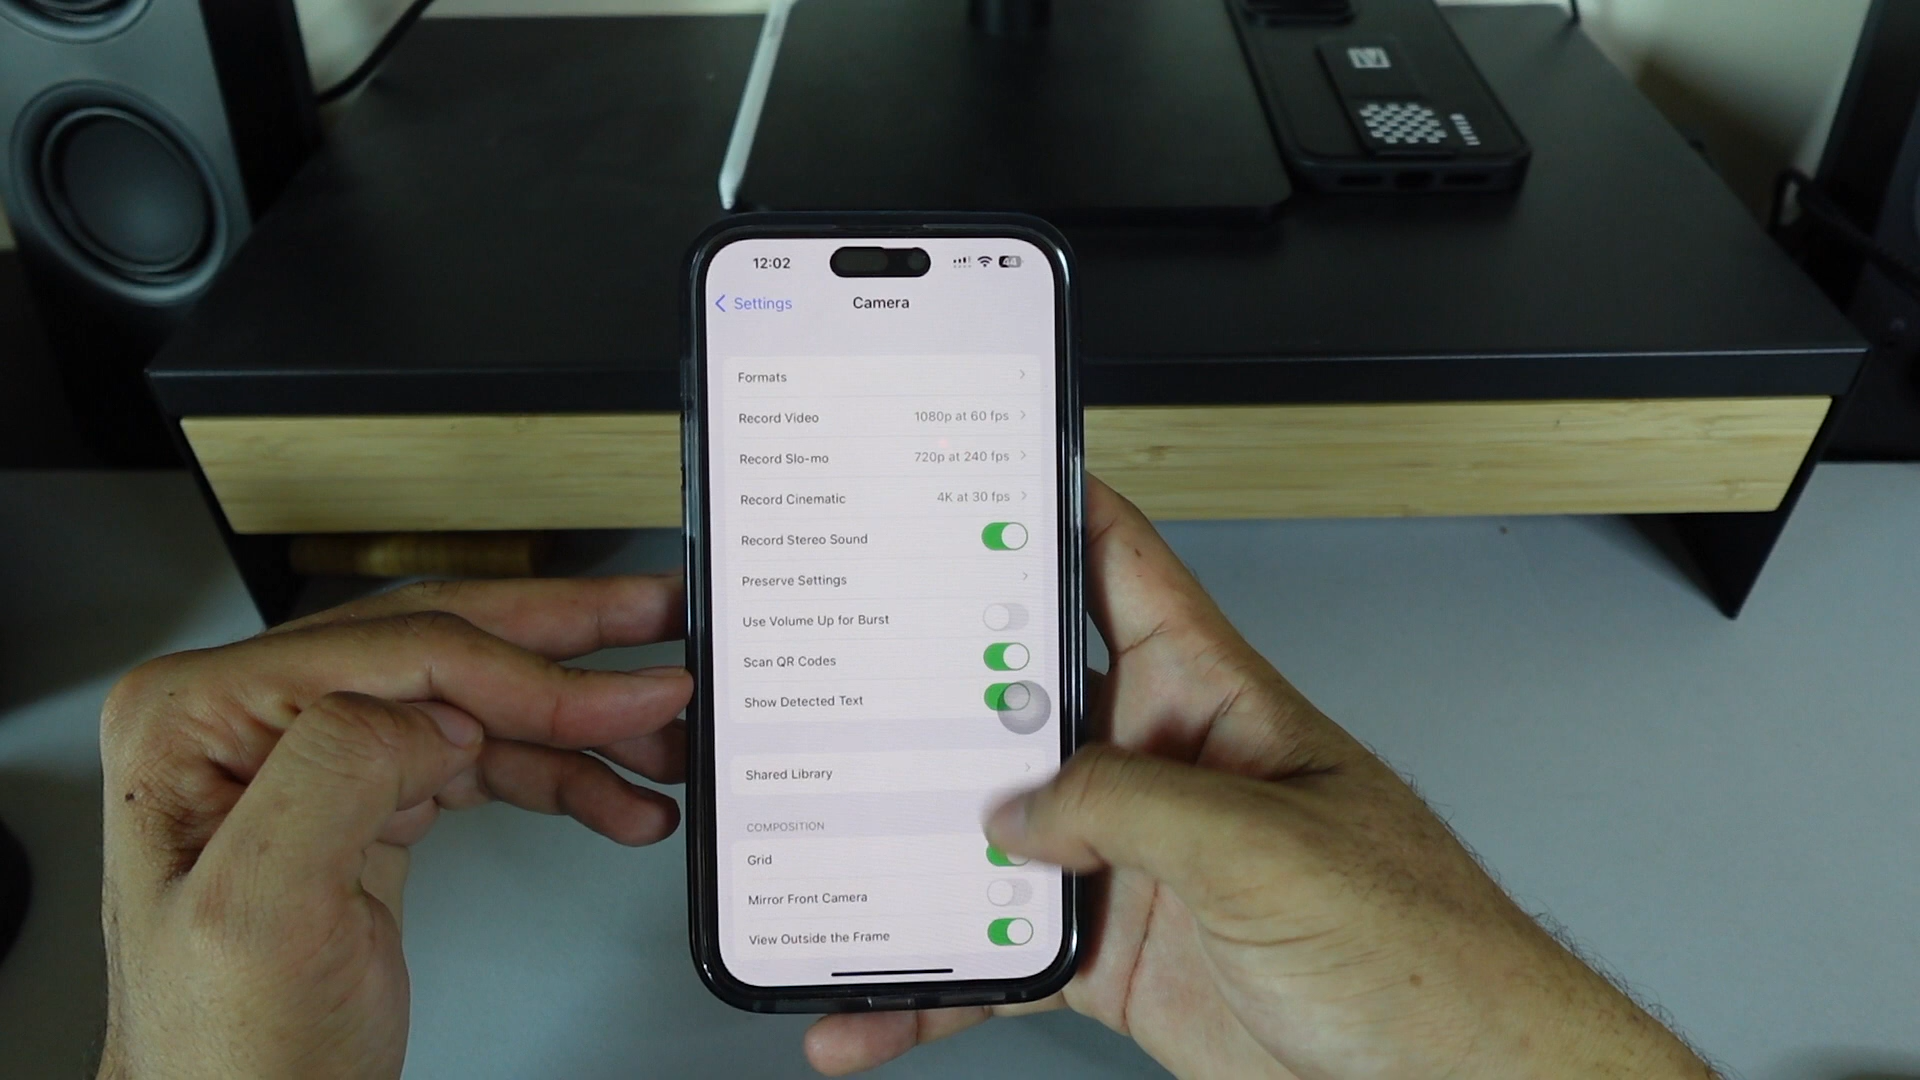 12:02
44
Settings
Camera
Formats
Record Video
1080p at 60 fps
Record Slo-mo
720p at 240 fps
Record Cinematic
4K at 30 fps
Record Stereo Sound
Preserve Settings
Use Volume Up for Burst
Scan QR Codes
Show Detected Text
Shared Library
COMPOSITION
Grid
Mirror Front Camera
View Outside the Frame